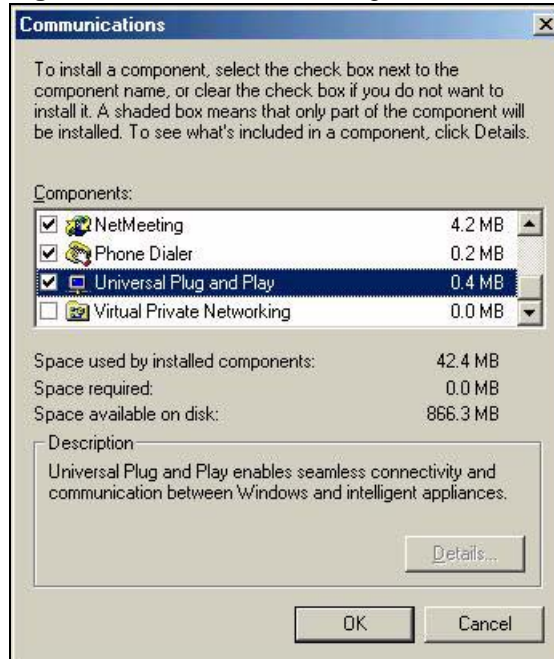 Communications
To install a component, select the check box next to the
component name, or clear the check box if you do not want to
install it. A shaded box means that only part of the component will
be installed. To see what's included in a component, click Details.
Components:
NetMeeting 4.2 MB
Phone Dialer 0.2 MB
Universal Plug and Play 0.4 MB
Virtual Private Networking 0.0 MB
Space used by installed components: 42.4 MB
Space required: 0.0 MB
Space available on disk: 866.3 MB
Description
Universal Plug and Play enables seamless connectivity and
communication between Windows and intelligent appliances.
Details...
OK Cancel